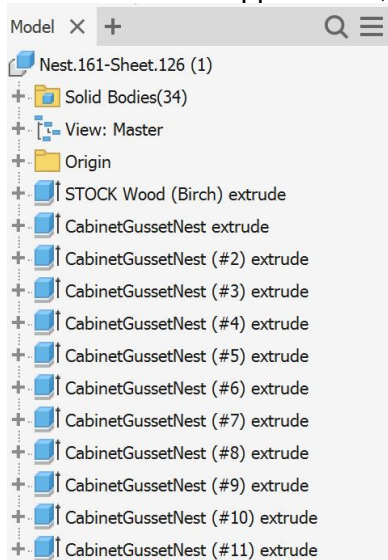 Model
Nest.161-Sheet.126 (1)
Solid Bodies(34)
View: Master
Origin
STOCK Wood (Birch) extrude
CabinetGussetNest extrude
CabinetGussetNest (#2) extrude
CabinetGussetNest (#3) extrude
CabinetGussetNest (#4) extrude
CabinetGussetNest (#5) extrude
CabinetGussetNest (#6) extrude
CabinetGussetNest (#7) extrude
CabinetGussetNest (#8) extrude
CabinetGussetNest (#9) extrude
CabinetGussetNest (#10) extrude
CabinetGussetNest (#11) extrude